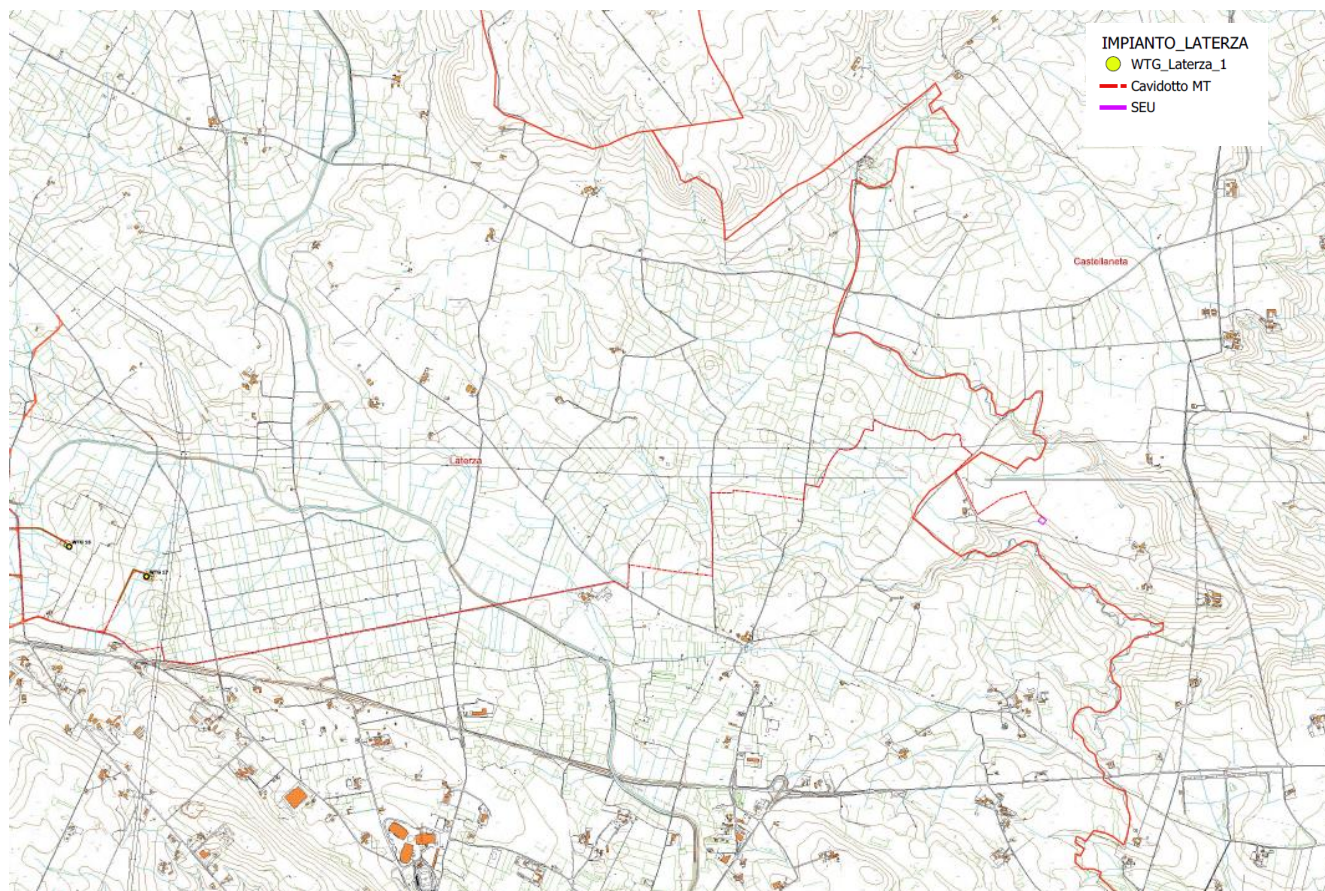 IMPIANTO_LATERZA
WTG_Laterza_1
Cavidotto MT
SEU
Castellaneta
Laterza